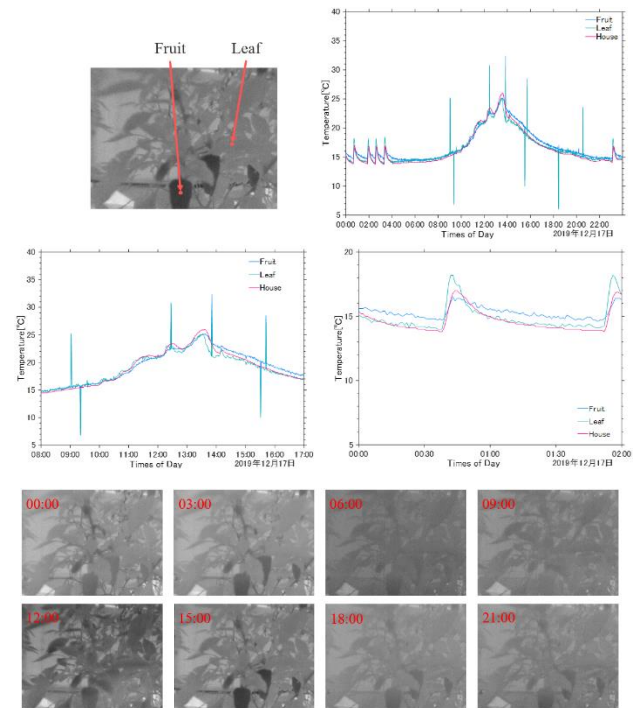 Fruit Leaf
40
35
30
25
20
15
10
5
Temperature[℃]
Fruit
Leaf
House
00:00 02:00 04:00 06:00 08:00 10:00 12:00 14:00 16:00 18:00 20:00 22:00
Times of Day 2019年12月17日
40
35
30
25
20
15
10
5
Temperature[℃]
Fruit
Leaf
House
08:00 09:00 10:00 11:00 12:00 13:00 14:00 15:00 16:00 17:00
Times of Day 2019年12月17日
20
15
10
5
Temperature[℃]
Fruit
Leaf
House
00:00 00:30 01:00 01:30 02:00
Times of Day 2019年12月17日
00:00 03:00 06:00 09:00
12:00 15:00 18:00 21:00